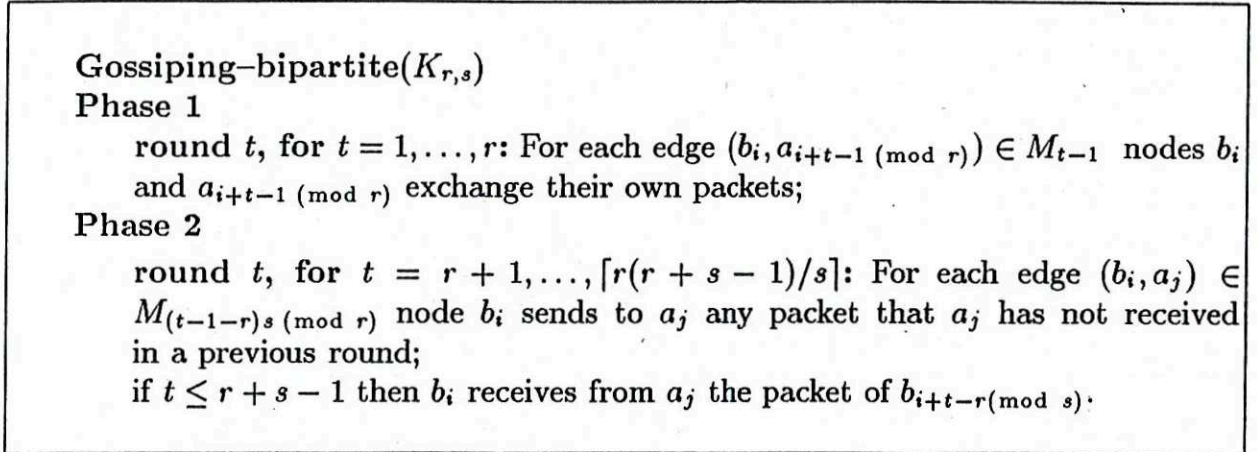 Gossiping–bipartite(K_{r,s})
Phase 1
round t, for t = 1, . . . , r: For each edge (b_i, a_{i+t−1 (mod r)}) ∈ M_{t−1} nodes b_i
and a_{i+t−1 (mod r)} exchange their own packets;
Phase 2
round t, for t = r + 1, . . . , ⌈r(r + s − 1)/s⌉: For each edge (b_i, a_j) ∈
M_{(t−1−r)s (mod r)} node b_i sends to a_j any packet that a_j has not received
in a previous round;
if t ≤ r + s − 1 then b_i receives from a_j the packet of b_{i+t−r(mod s)}.